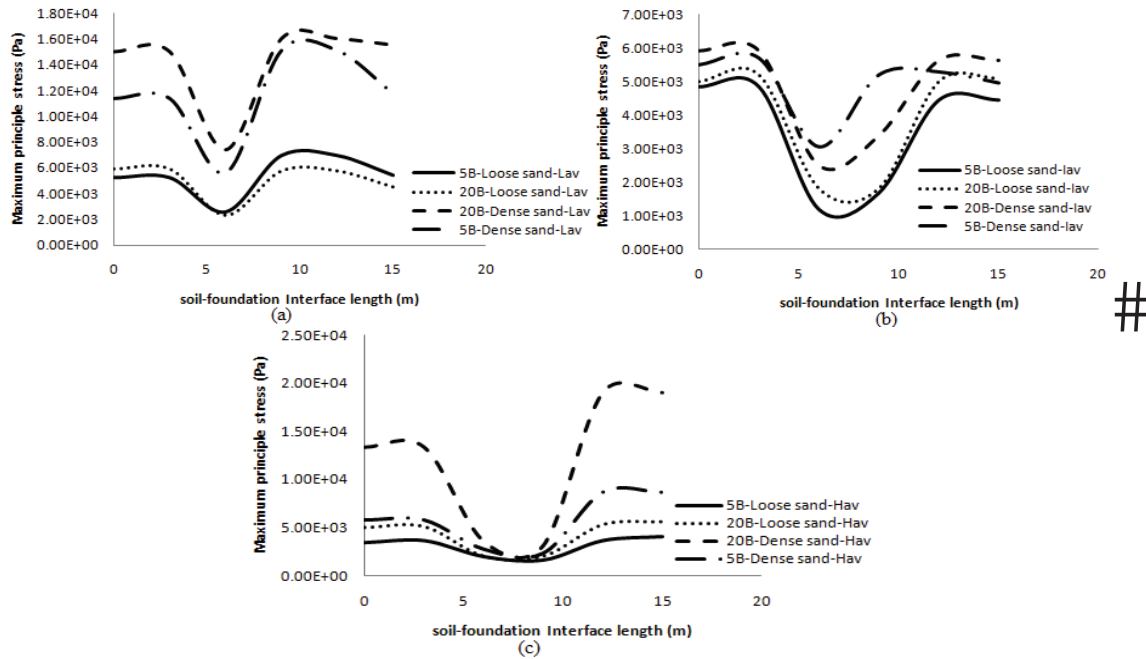 Maximum principle stress (Pa)
1.80E+04
1.60E+04
1.40E+04
1.20E+04
1.00E+04
8.00E+03
6.00E+03
4.00E+03
2.00E+03
0.00E+00
0 5 10 15 20
5B-Loose sand-Lav
20B-Loose sand-Lav
20B-Dense sand-Lav
5B-Dense sand-Lav
soil-foundation Interface length (m)
(a)
Maximum principle stress (Pa)
7.00E+03
6.00E+03
5.00E+03
4.00E+03
3.00E+03
2.00E+03
1.00E+03
0.00E+00
0 5 10 15 20
5B-Loose sand-Iav
20B-Loose sand-Iav
20B-Dense sand-Iav
5B-Dense sand-Iav
soil-foundation Interface length (m)
(b)
#
Maximum principle stress (Pa)
2.50E+04
2.00E+04
1.50E+04
1.00E+04
5.00E+03
0.00E+00
0 5 10 15 20
5B-Loose sand-Hav
20B-Loose sand-Hav
20B-Dense sand-Hav
5B-Dense sand-Hav
soil-foundation Interface length (m)
(c)